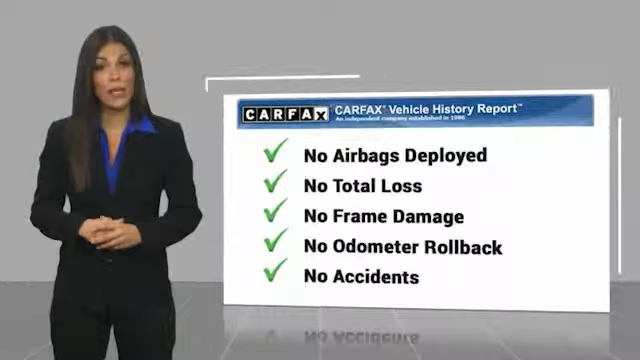 CARFAX CARFAX® Vehicle History Report™
An independent company established in 1986
No Airbags Deployed
No Total Loss
No Frame Damage
No Odometer Rollback
No Accidents